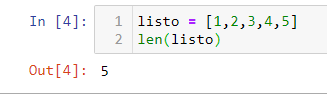 In [4]: 1 listo = [1,2,3,4,5]
2 len(listo)
Out[4]: 5